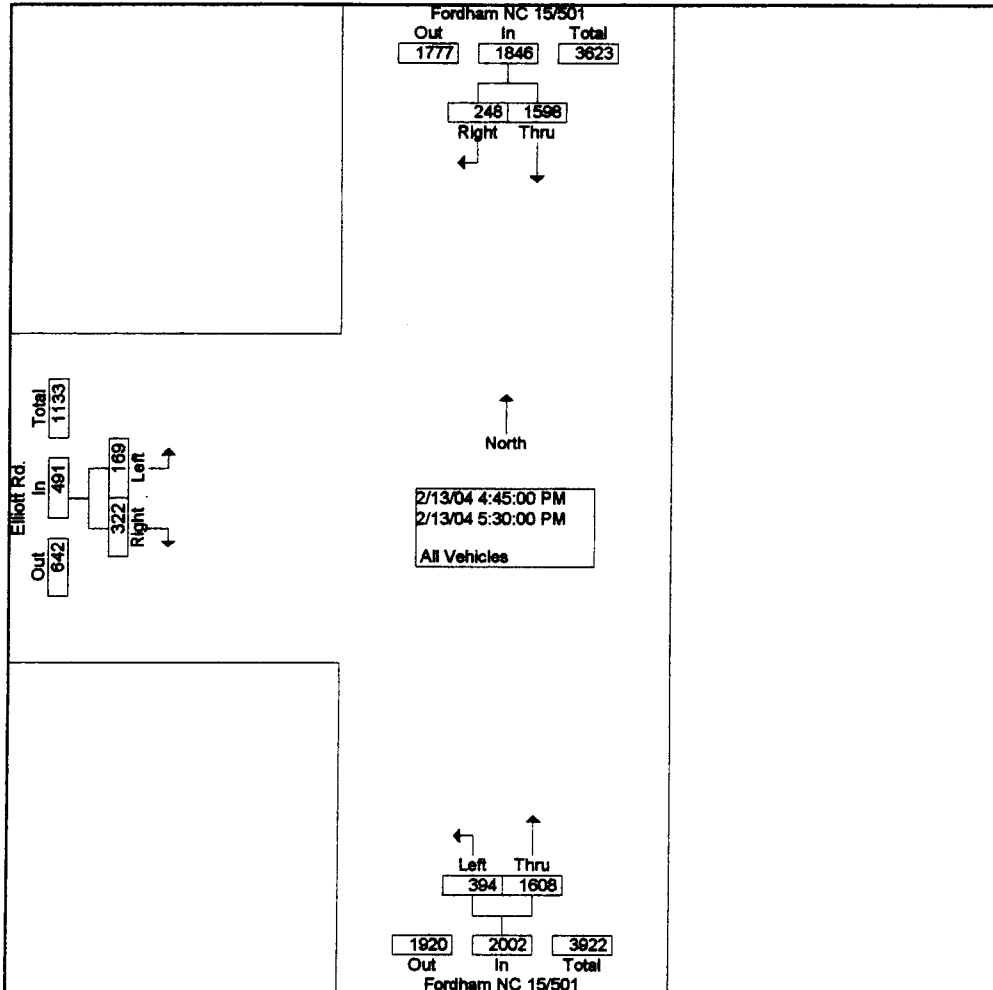 Fordham NC 15/501
Out In Total
1777 1846 3623
248 1598
Right Thru
North
Elliott Rd.
Total In Out
1133 491 642
169 322
Left Right
2/13/04 4:45:00 PM
2/13/04 5:30:00 PM
All Vehicles
Left Thru
394 1608
1920 2002 3922
Out In Total
Fordham NC 15/501